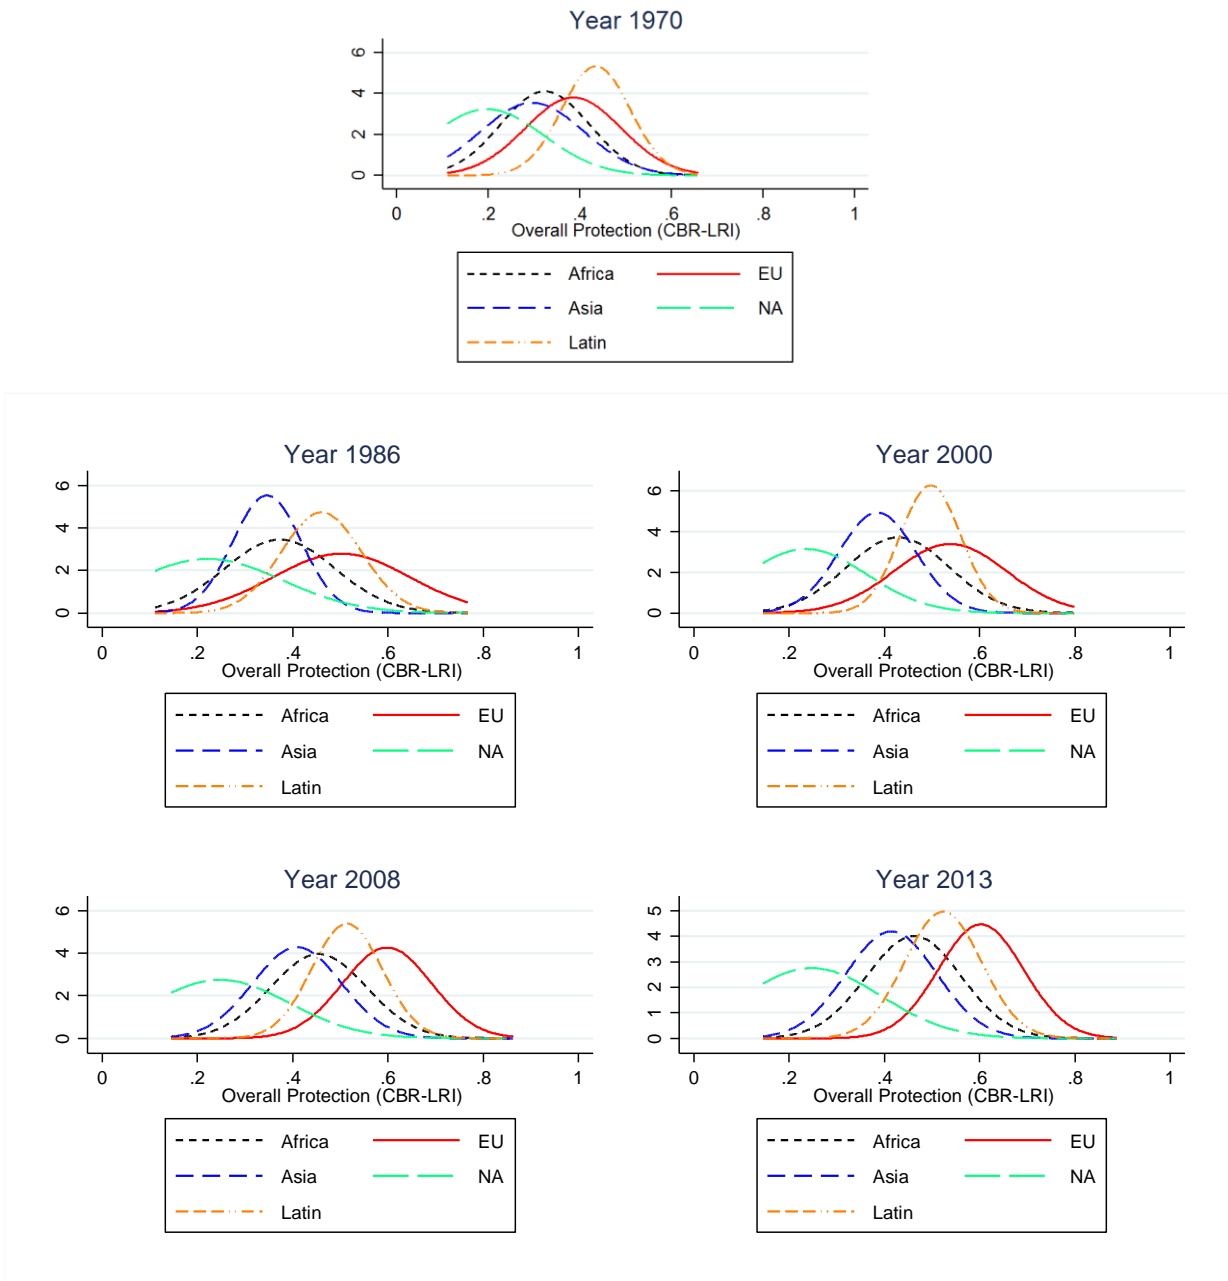 Year 1970
6
4
2
0
0 .2 .4 .6 .8 1
Overall Protection (CBR-LRI)
Africa EU
Asia NA
Latin
Year 1986
6
4
2
0
0 .2 .4 .6 .8 1
Overall Protection (CBR-LRI)
Africa EU
Asia NA
Latin
Year 2000
6
4
2
0
0 .2 .4 .6 .8 1
Overall Protection (CBR-LRI)
Africa EU
Asia NA
Latin
Year 2008
6
4
2
0
0 .2 .4 .6 .8 1
Overall Protection (CBR-LRI)
Africa EU
Asia NA
Latin
Year 2013
5
4
3
2
1
0
0 .2 .4 .6 .8 1
Overall Protection (CBR-LRI)
Africa EU
Asia NA
Latin